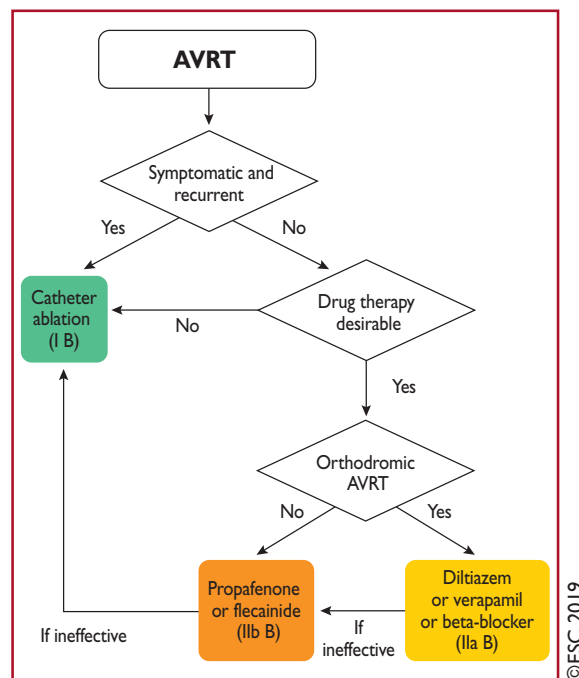 AVRT
Symptomatic and
recurrent
Yes
No
Catheter
ablation
(I B)
No
Drug therapy
desirable
Yes
Orthodromic
AVRT
No
Yes
Propafenone
or flecainide
(IIb B)
Diltiazem
or verapamil
or beta-blocker
(IIa B)
If ineffective
If
ineffective
©ESC 2019